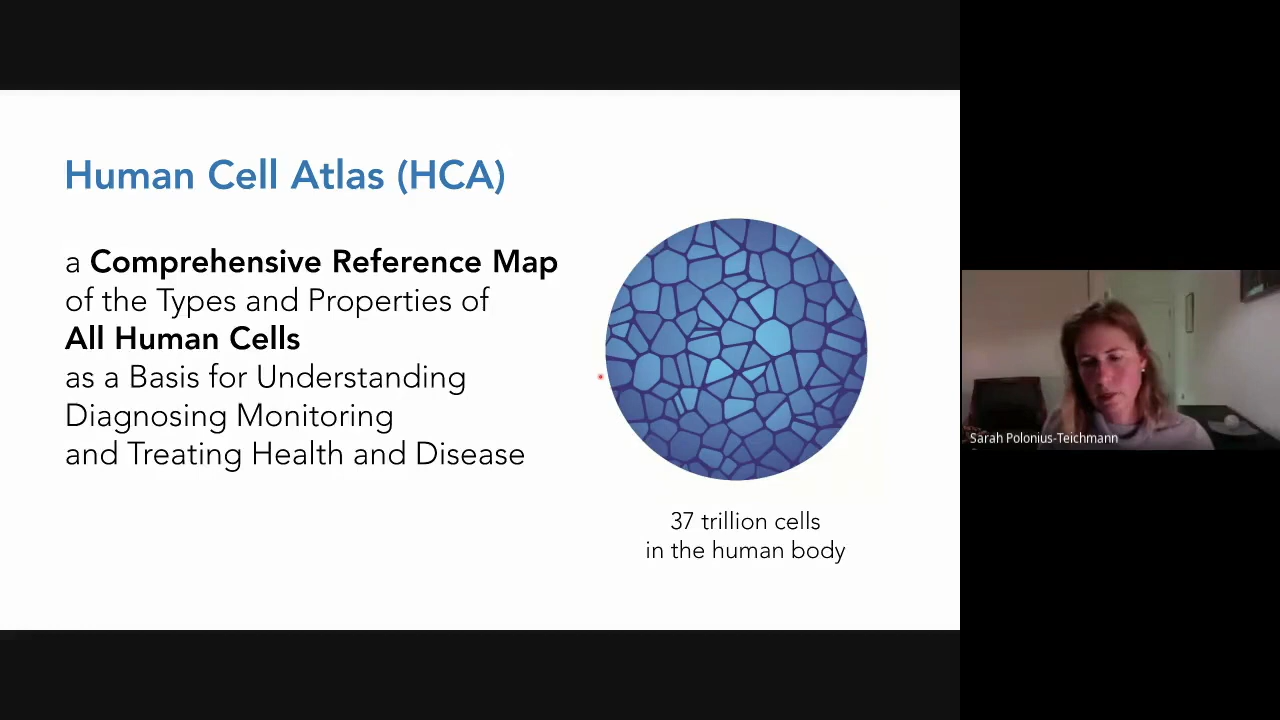 Human Cell Atlas (HCA)
a Comprehensive Reference Map
of the Types and Properties of
All Human Cells
as a Basis for Understanding
Diagnosing Monitoring
and Treating Health and Disease
37 trillion cells
in the human body
Sarah Polonius-Teichmann